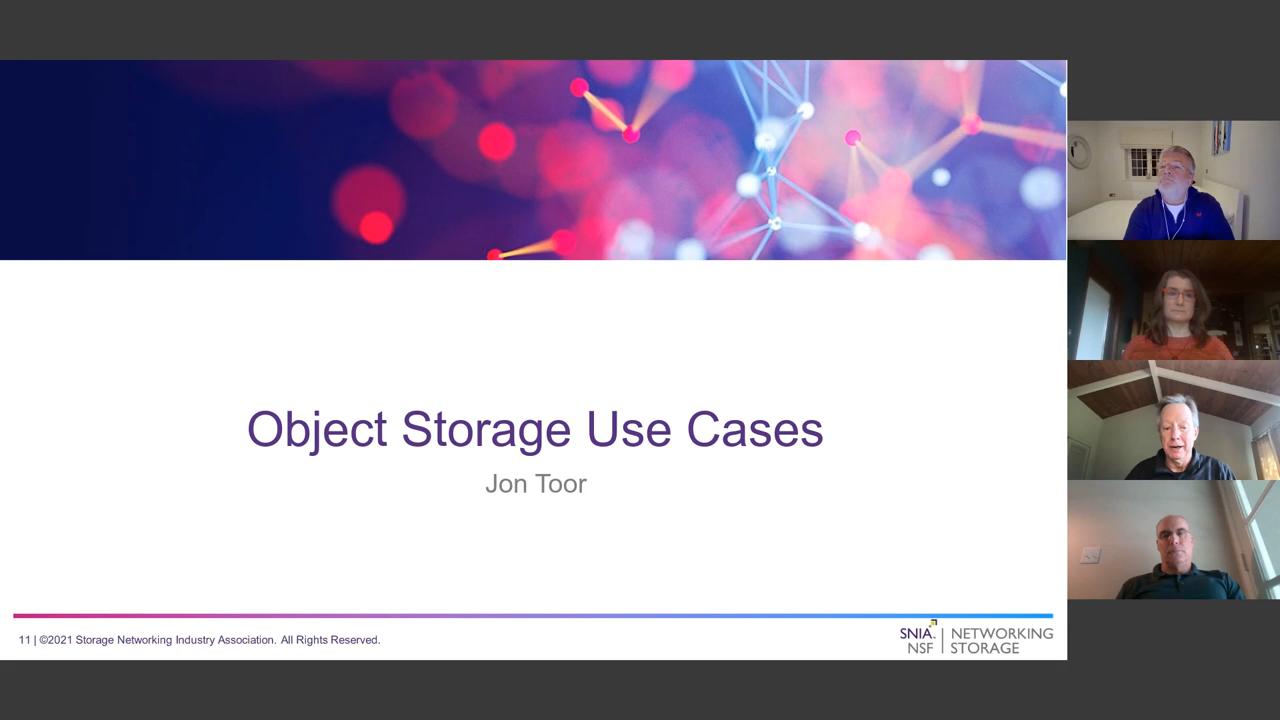 Object Storage Use Cases
Jon Toor
11 | ©2021 Storage Networking Industry Association. All Rights Reserved.
SNIA. NSF | NETWORKING STORAGE